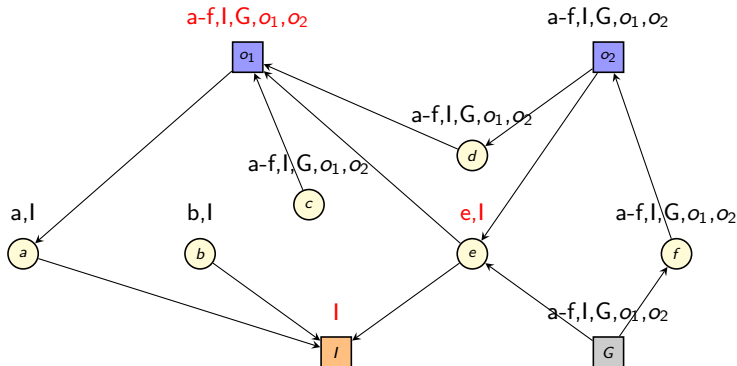 a–f,I,G,o₁,o₂
a–f,I,G,o₁,o₂
o₁
o₂
a–f,I,G,o₁,o₂
d
a–f,I,G,o₁,o₂
c
a,I
b,I
e,I
a–f,I,G,o₁,o₂
a
b
e
f
I
a–f,I,G,o₁,o₂
I
G